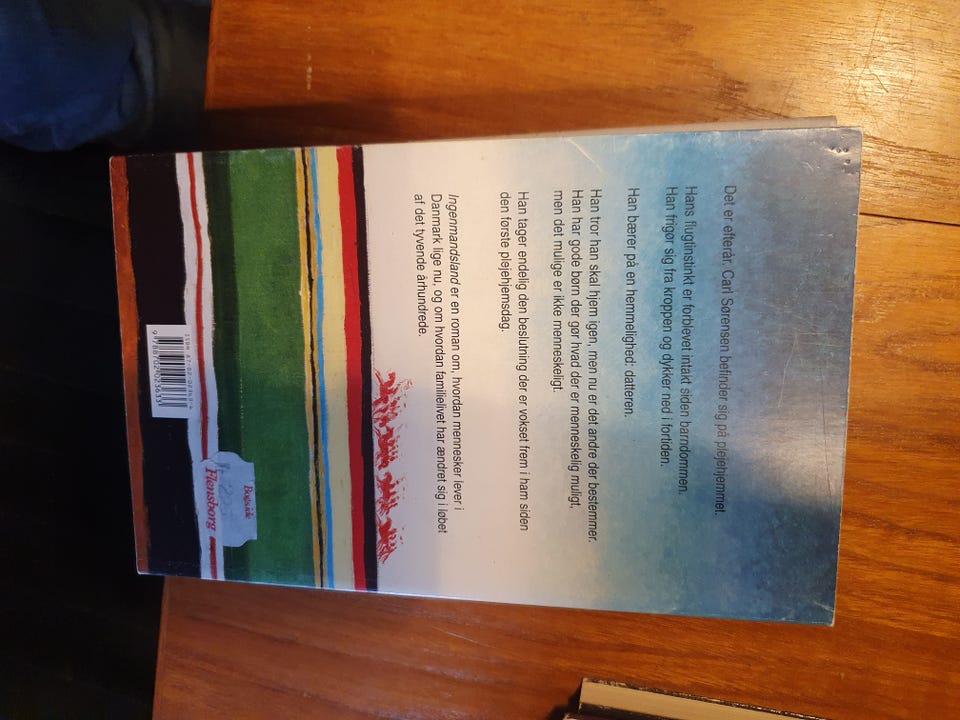 Det er efterår. Carl Sørensen befinder sig på plejehjemmet.
Hans flugtinstinkt er forblevet intakt siden barndommen.
Han frigør sig fra kroppen og dykker ned i fortiden.
Han bærer på en hemmelighed: datteren.
Han tror han skal hjem igen, men nu er det andre der bestemmer.
Han har gode børn der gør hvad der er menneskelig muligt,
men det mulige er ikke menneskeligt.
Han tager endelig den beslutning der er vokset frem i ham siden
den første plejehjemsdag.
Ingenmandsland er en roman om, hvordan mennesker lever i
Danmark lige nu, og om hvordan familielivet har ændret sig i løbet
af det tyvende århundrede.
ISBN
9788702023633
Flensborg